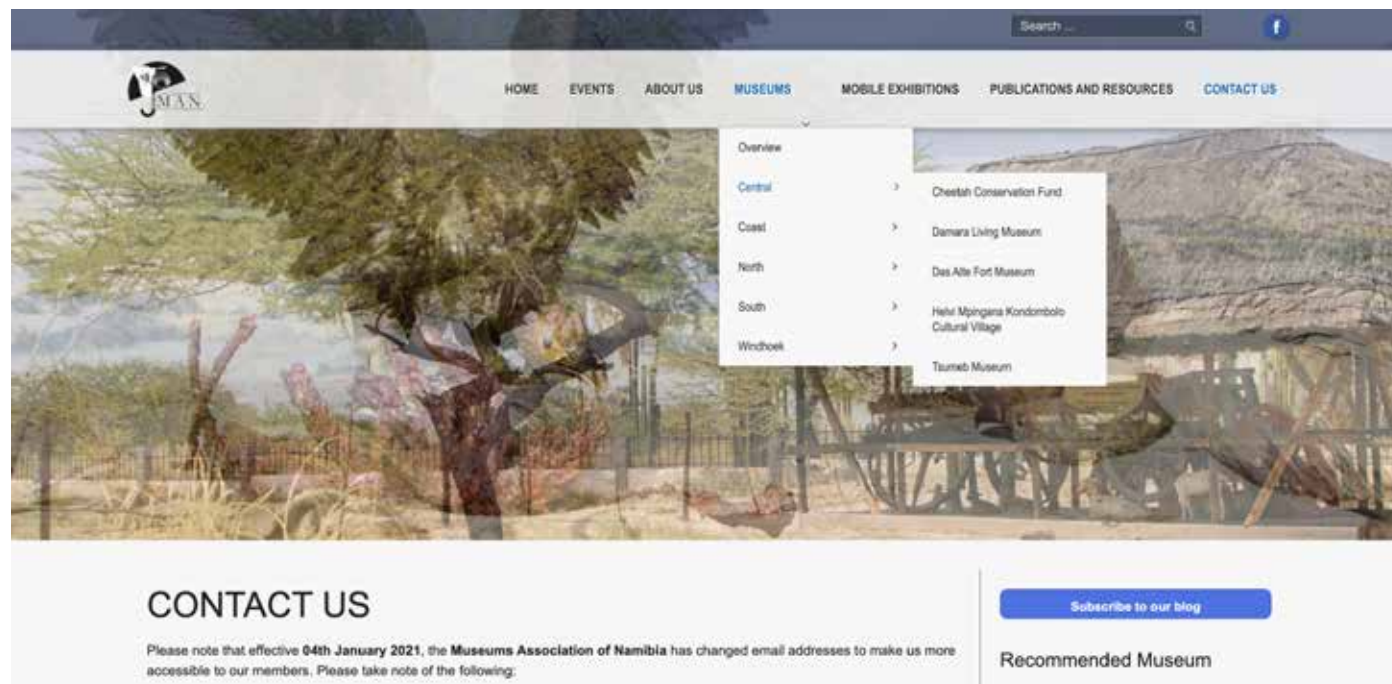 Search ...
f
MAN
HOME EVENTS ABOUT US MUSEUMS MOBILE EXHIBITIONS PUBLICATIONS AND RESOURCES CONTACT US
Overview
Central
Coast
North
South
Windhoek
Cheetah Conservation Fund
Damara Living Museum
Das Alte Fort Museum
Helvi Mpingana Kondombolo
Cultural Village
Tsumeb Museum
CONTACT US
Please note that effective 04th January 2021, the Museums Association of Namibia has changed email addresses to make us more
accessible to our members. Please take note of the following:
Subscribe to our blog
Recommended Museum